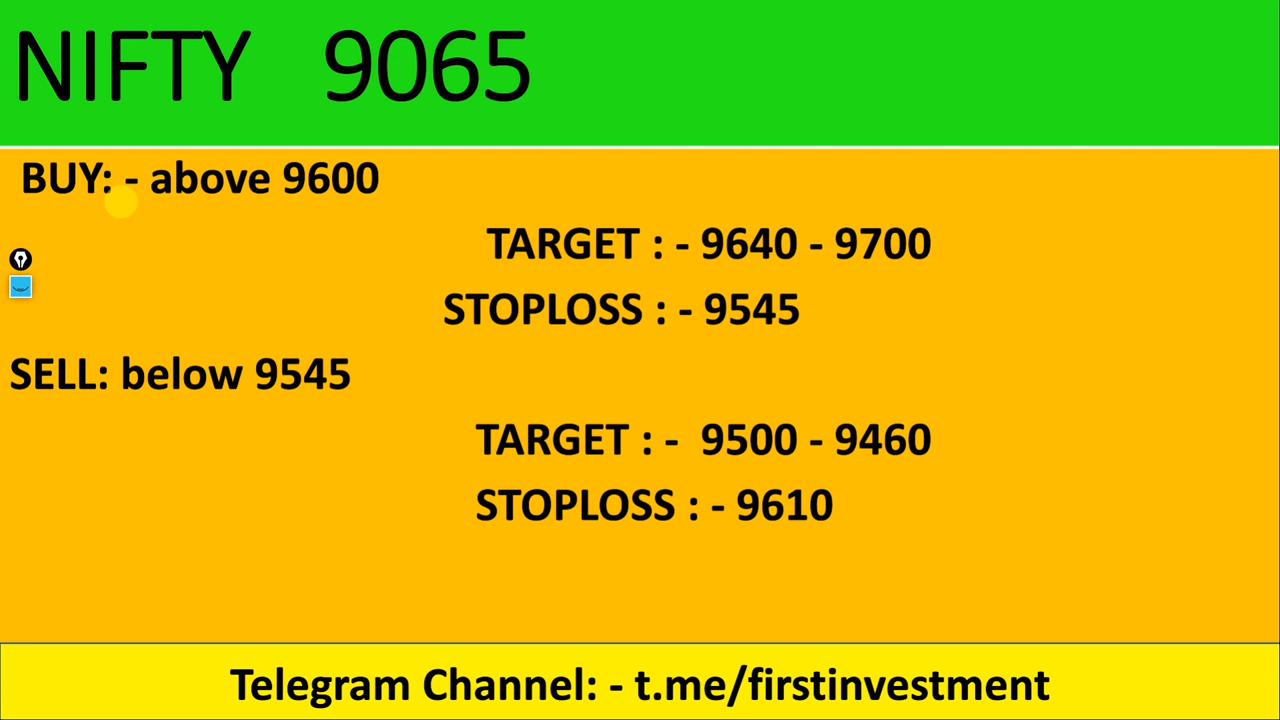 NIFTY 9065
BUY: - above 9600
TARGET : - 9640 - 9700
STOPLOSS : - 9545
SELL: below 9545
TARGET : - 9500 - 9460
STOPLOSS : - 9610
Telegram Channel: - t.me/firstinvestment